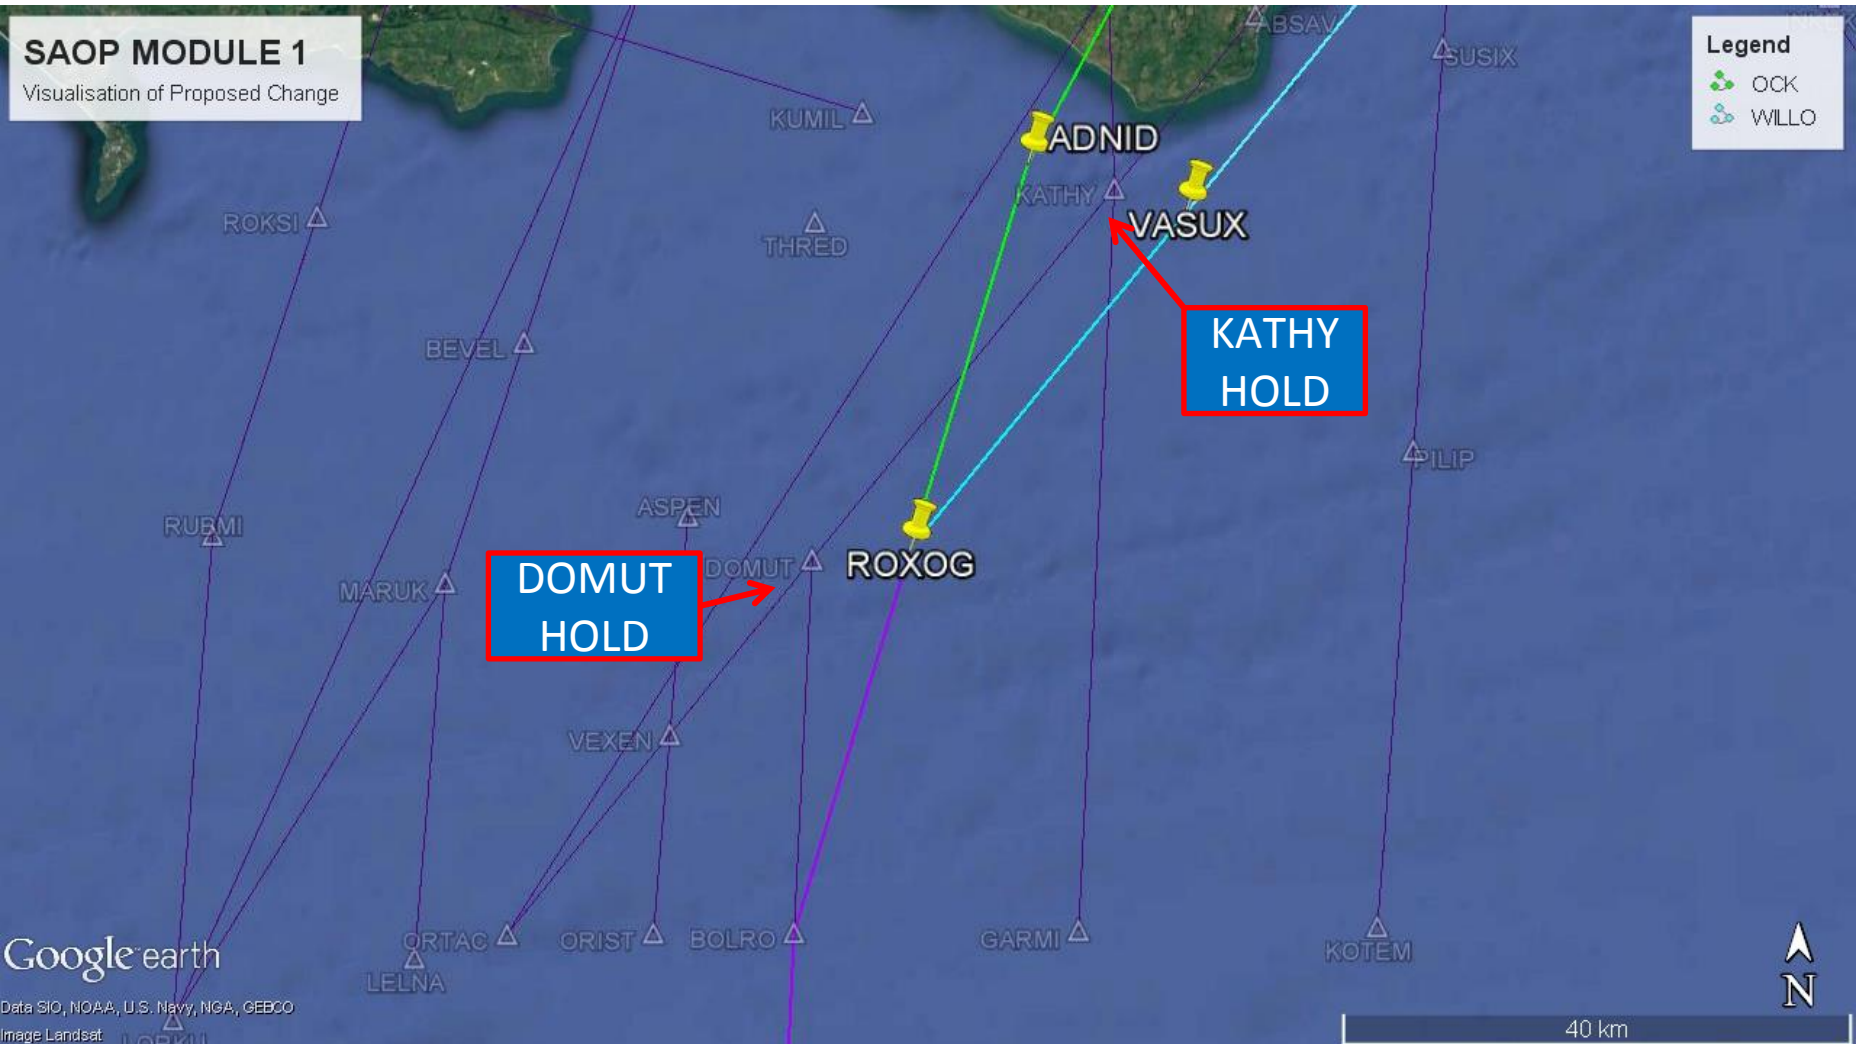 SAOP MODULE 1
Visualisation of Proposed Change
Legend
OCK
WILLO
ABSAV
SUSIX
KUMIL
ADNID
KATHY
VASUX
ROKSI
THRED
KATHY
HOLD
BEVEL
PILIP
ASPEN
RUBMI
DOMUT
HOLD
DOMUT
ROXOG
MARUK
VEXEN
ORTAC
ORIST
BOLRO
GARMI
KOTEM
LELNA
Google earth
N
Data SIO, NOAA, U.S. Navy, NGA, GEBCO
Image Landsat
40 km